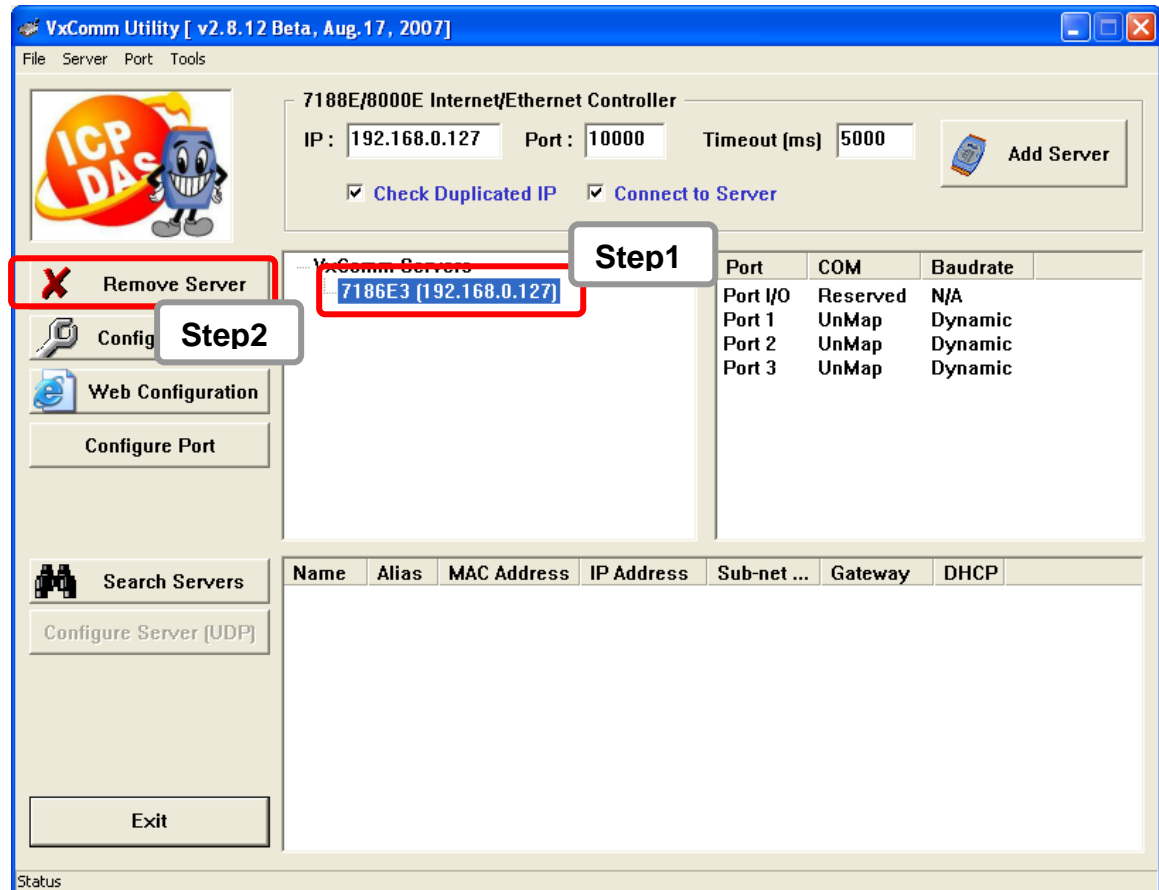 VxComm Utility [ v2.8.12 Beta, Aug.17, 2007]
File Server Port Tools
ICP
DAS
7188E/8000E Internet/Ethernet Controller
IP : 192.168.0.127 Port : 10000 Timeout (ms) 5000
Add Server
Check Duplicated IP Connect to Server
Remove Server
Step2
Config
Web Configuration
Configure Port
VxComm Servers
Step1
7186E3 (192.168.0.127)
Port COM Baudrate
Port I/O Reserved N/A
Port 1 UnMap Dynamic
Port 2 UnMap Dynamic
Port 3 UnMap Dynamic
Search Servers
Configure Server (UDP)
Name Alias MAC Address IP Address Sub-net ... Gateway DHCP
Exit
Status